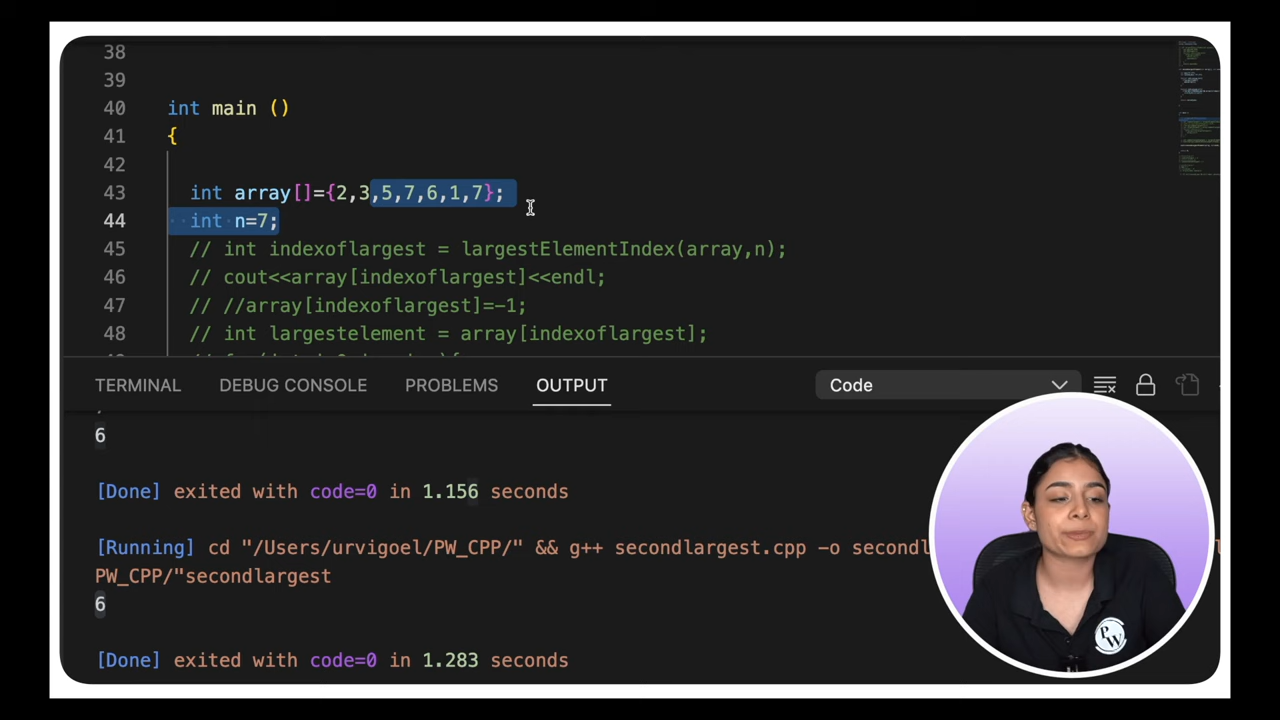 38
39
40 int main ()
41 {
42
43 int array[]={2,3,5,7,6,1,7};
44 int n=7;
45 // int indexoflargest = largestElementIndex(array,n);
46 // cout<<array[indexoflargest]<<endl;
47 // //array[indexoflargest]=-1;
48 // int largestelement = array[indexoflargest];
TERMINAL DEBUG CONSOLE PROBLEMS OUTPUT Code
6
[Done] exited with code=0 in 1.156 seconds
[Running] cd "/Users/urvigoel/PW_CPP/" && g++ secondlargest.cpp -o secondl
PW_CPP/"secondlargest
6
[Done] exited with code=0 in 1.283 seconds
PW